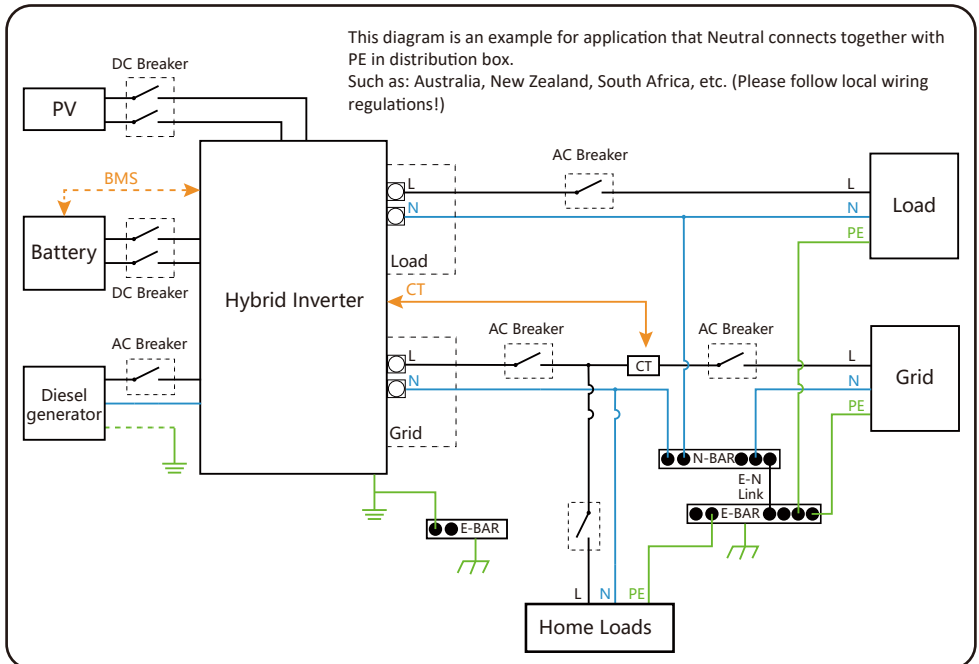 This diagram is an example for application that Neutral connects together with
PE in distribution box.
Such as: Australia, New Zealand, South Africa, etc. (Please follow local wiring
regulations!)
DC Breaker
PV
BMS
Battery
DC Breaker
AC Breaker
Diesel
generator
Hybrid Inverter
L
N
Load
CT
L
N
Grid
AC Breaker
L
N
PE
Load
AC Breaker
CT
AC Breaker
L
N
PE
Grid
N-BAR
E-N
Link
E-BAR
E-BAR
L
N
PE
Home Loads